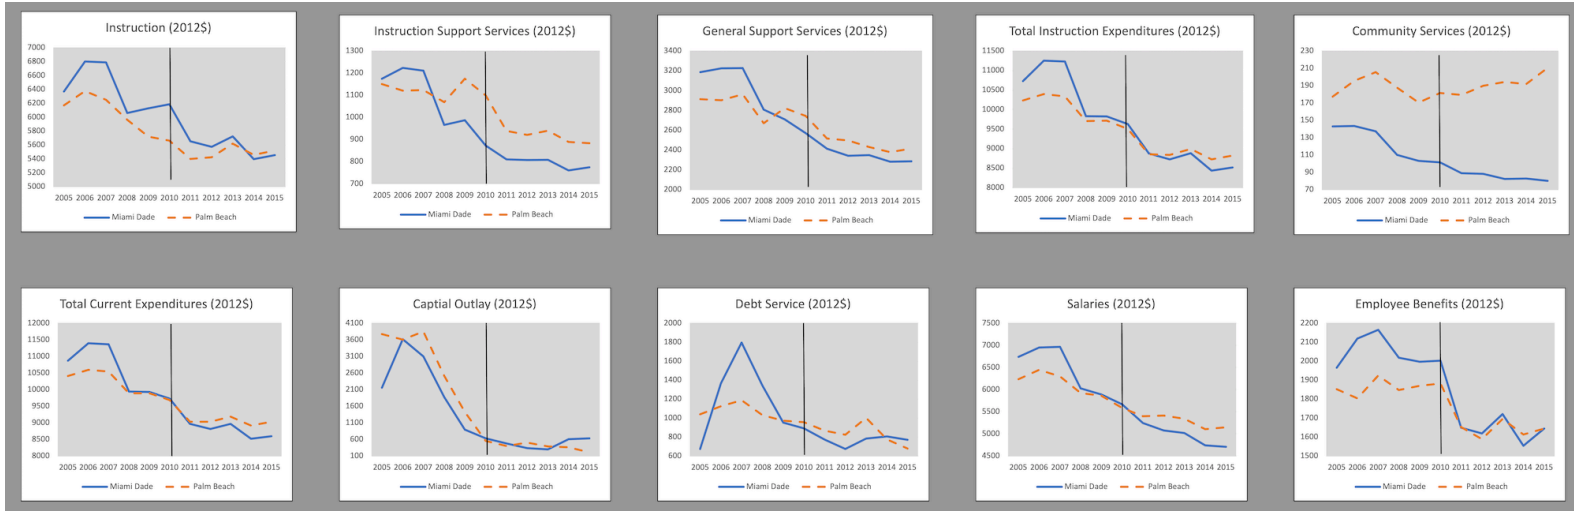 Instruction (2012$)
7000
6800
6600
6400
6200
6000
5800
5600
5400
5200
5000
2005 2006 2007 2008 2009 2010 2011 2012 2013 2014 2015
Miami Dade Palm Beach
Instruction Support Services (2012$)
1300
1200
1100
1000
900
800
700
2005 2006 2007 2008 2009 2010 2011 2012 2013 2014 2015
Miami Dade Palm Beach
General Support Services (2012$)
3400
3200
3000
2800
2600
2400
2200
2000
2005 2006 2007 2008 2009 2010 2011 2012 2013 2014 2015
Miami Dade Palm Beach
Total Instruction Expenditures (2012$)
11500
11000
10500
10000
9500
9000
8500
8000
2005 2006 2007 2008 2009 2010 2011 2012 2013 2014 2015
Miami Dade Palm Beach
Community Services (2012$)
230
210
190
170
150
130
110
90
70
2005 2006 2007 2008 2009 2010 2011 2012 2013 2014 2015
Miami Dade Palm Beach
Total Current Expenditures (2012$)
12000
11500
11000
10500
10000
9500
9000
8500
8000
2005 2006 2007 2008 2009 2010 2011 2012 2013 2014 2015
Miami Dade Palm Beach
Captial Outlay (2012$)
4100
3600
3100
2600
2100
1600
1100
600
100
2005 2006 2007 2008 2009 2010 2011 2012 2013 2014 2015
Miami Dade Palm Beach
Debt Service (2012$)
2000
1800
1600
1400
1200
1000
800
600
2005 2006 2007 2008 2009 2010 2011 2012 2013 2014 2015
Miami Dade Palm Beach
Salaries (2012$)
7500
7000
6500
6000
5500
5000
4500
2005 2006 2007 2008 2009 2010 2011 2012 2013 2014 2015
Miami Dade Palm Beach
Employee Benefits (2012$)
2200
2100
2000
1900
1800
1700
1600
1500
2005 2006 2007 2008 2009 2010 2011 2012 2013 2014 2015
Miami Dade Palm Beach